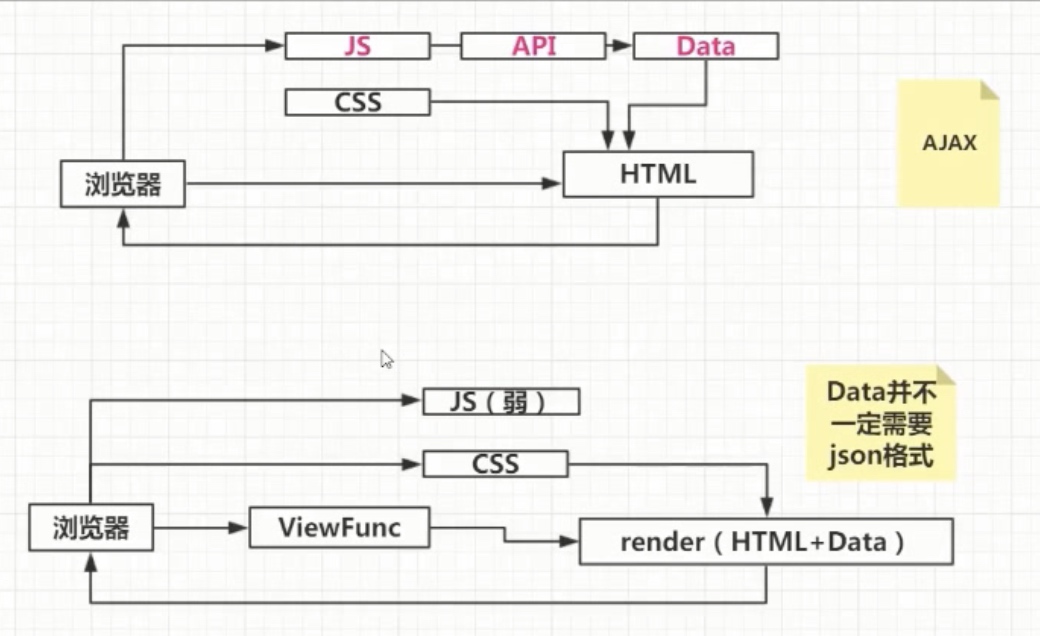 JS
API
Data
CSS
AJAX
浏览器
HTML
JS（弱）
Data并不
一定需要
json格式
CSS
浏览器
ViewFunc
render（HTML+Data）